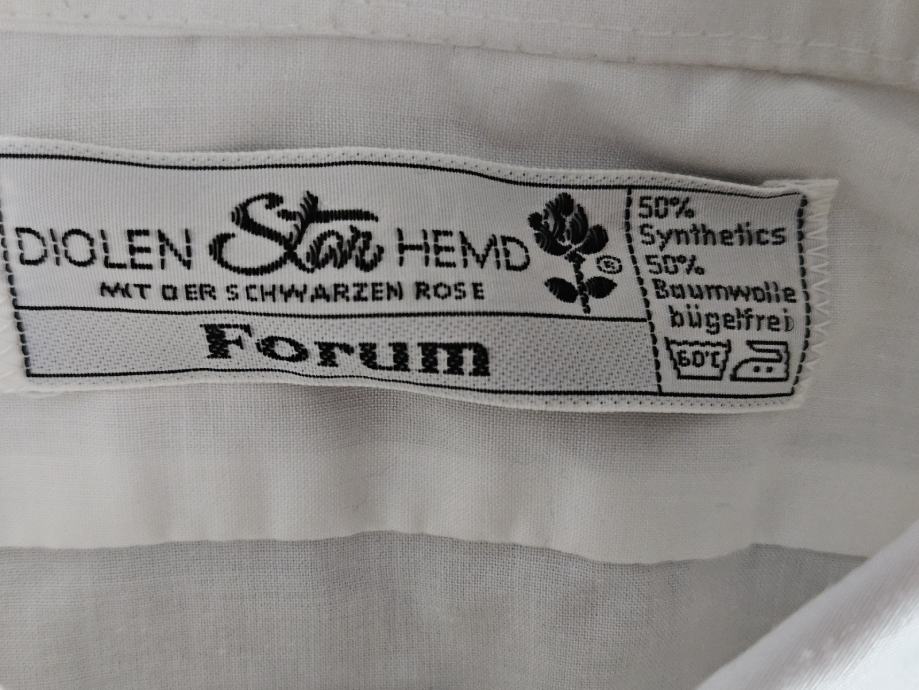 DIOLEN Star HEMD ®
MIT DER SCHWARZEN ROSE
Forum
50%
Synthetics
50%
Baumwolle
bügelfrei
60°C